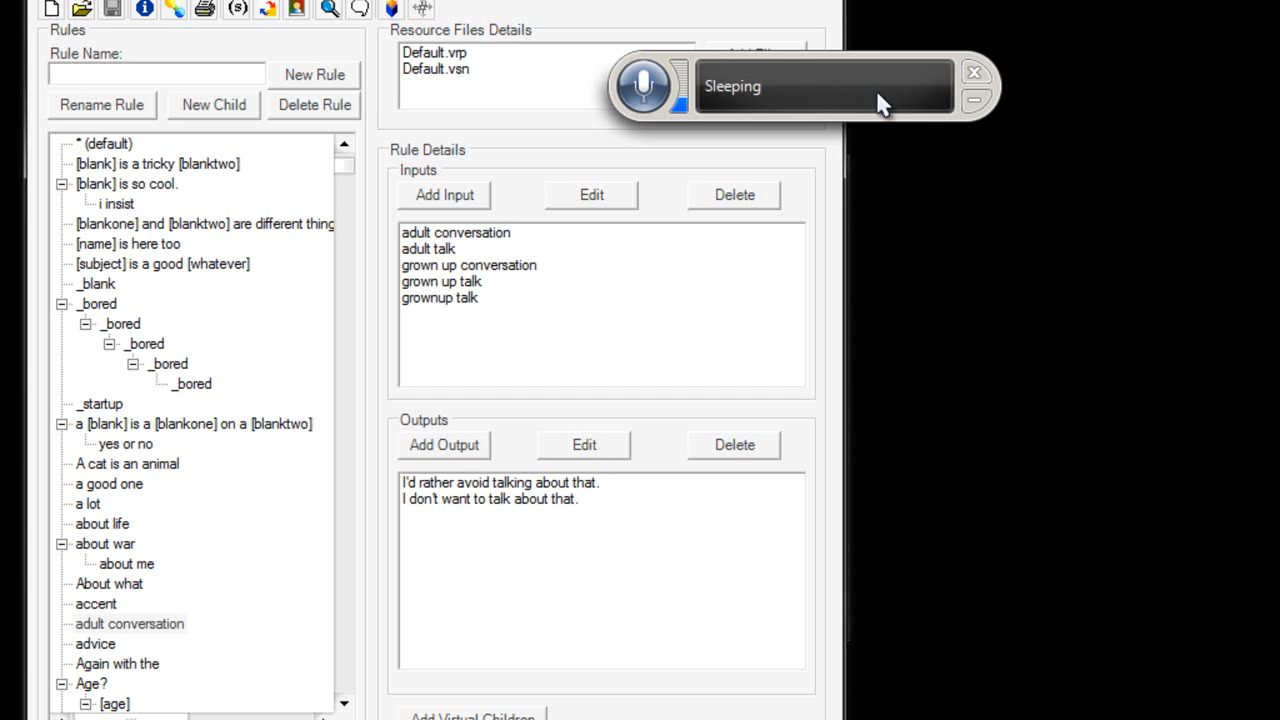 (s)
Rules
Rule Name:
New Rule
Rename Rule
New Child
Delete Rule
* (default)
[blank] is a tricky [blanktwo]
[blank] is so cool.
i insist
[blankone] and [blanktwo] are different thing
[name] is here too
[subject] is a good [whatever]
_blank
_bored
_bored
_bored
_bored
_bored
_startup
a [blank] is a [blankone] on a [blanktwo]
yes or no
A cat is an animal
a good one
a lot
about life
about war
about me
About what
accent
adult conversation
advice
Again with the
Age?
[age]
Resource Files Details
Default.vrp
Default.vsn
Sleeping
Rule Details
Inputs
Add Input
Edit
Delete
adult conversation
adult talk
grown up conversation
grown up talk
grownup talk
Outputs
Add Output
Edit
Delete
I'd rather avoid talking about that.
I don't want to talk about that.
Add Virtual Children